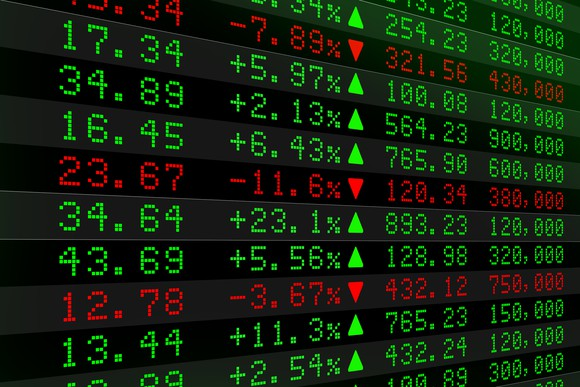 120,000
▲ 254.23 320,000
-7.89% ▼ 321.56 430,000
17.34 +5.97% ▲ 100.08 120,000
34.89 +2.13% ▲ 564.23 900,000
16.45 +6.43% ▲ 765.90 600,000
23.67 -11.6% ▼ 120.34 380,000
34.64 +23.1% ▲ 893.23 120,000
43.69 +5.56% ▲ 128.98 320,000
12.78 -3.67% ▼ 432.12 750,000
13.44 +11.3% ▲ 765.23 150,000
+2.54% ▲ 432.24 120,000
300,000